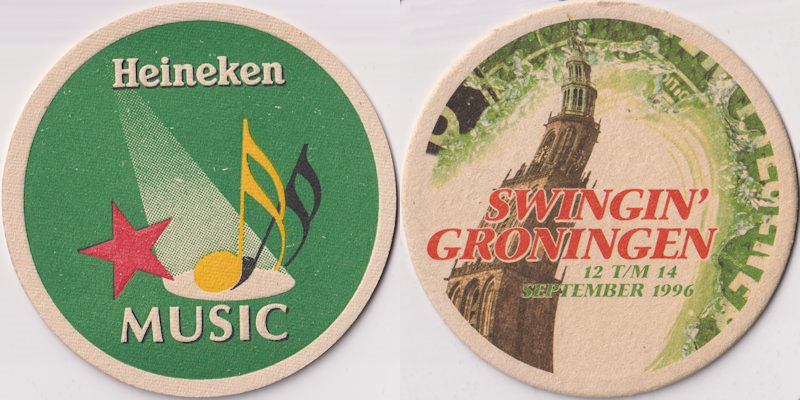 Heineken
MUSIC
SWINGIN'
GRONINGEN
12 T/M 14
SEPTEMBER 1996